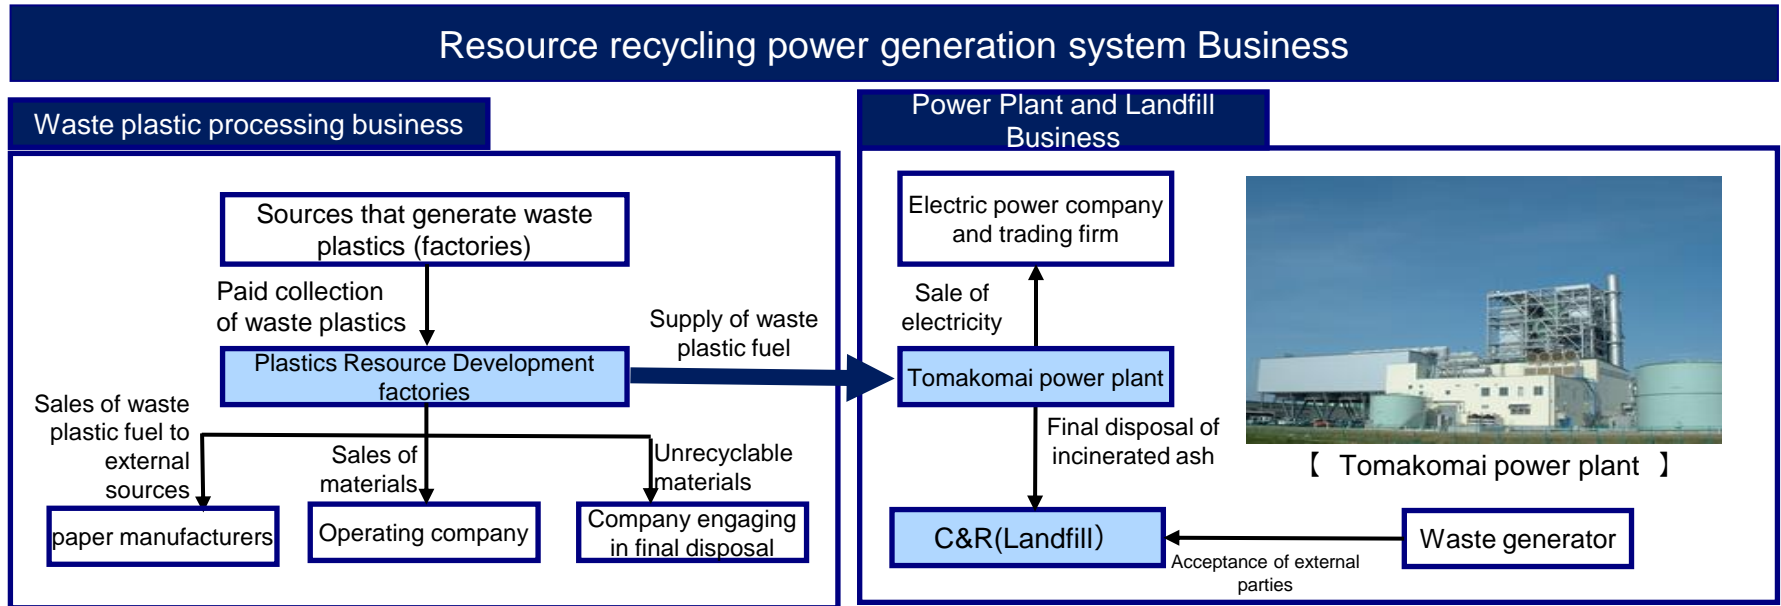 Resource recycling power generation system Business
Waste plastic processing business
Sources that generate waste
plastics (factories)
Paid collection
of waste plastics
Supply of waste
plastic fuel
Plastics Resource Development
factories
Sales of waste
plastic fuel to
external
sources
Sales of
materials
Unrecyclable
materials
paper manufacturers
Operating company
Company engaging
in final disposal
Power Plant and Landfill
Business
Electric power company
and trading firm
Sale of
electricity
Tomakomai power plant
Final disposal of
incinerated ash
【 Tomakomai power plant 】
C&R(Landfill）
Acceptance of external
parties
Waste generator